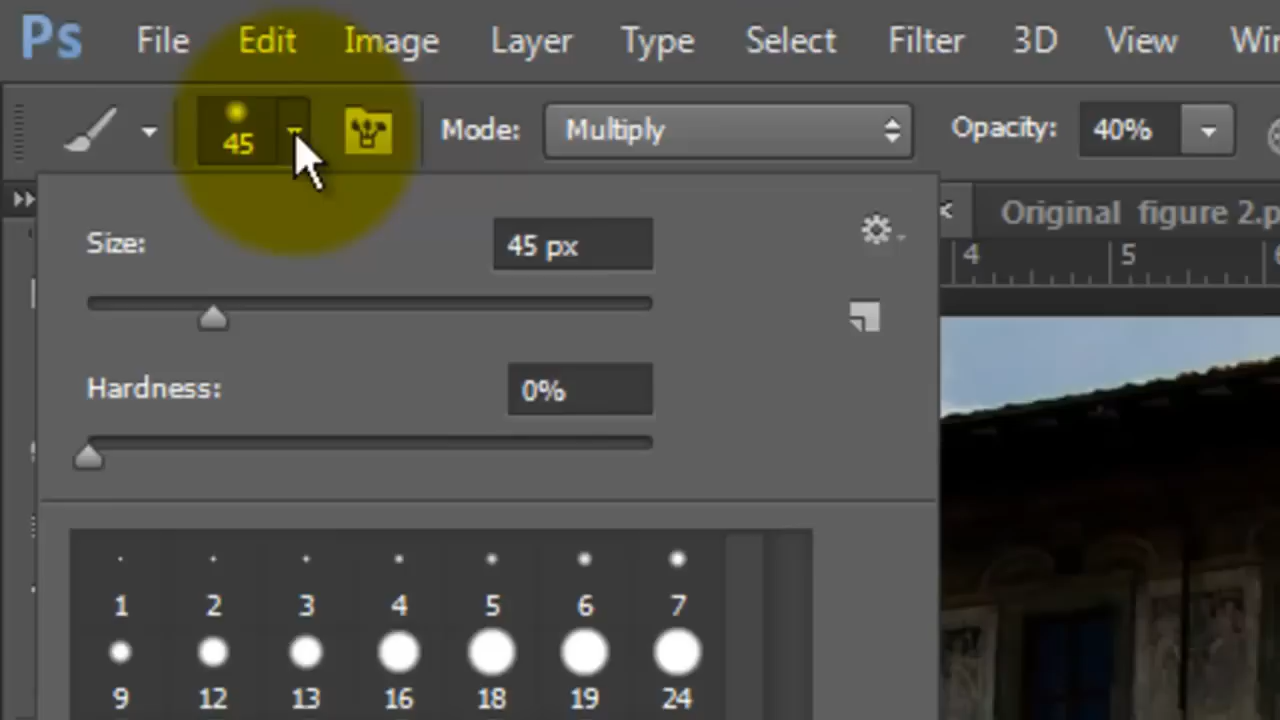 Ps File Edit Image Layer Type Select Filter 3D View
45 Mode: Multiply Opacity: 40%
Original figure 2.p
4 5
Size: 45 px
Hardness: 0%
1 2 3 4 5 6 7
9 12 13 16 18 19 24